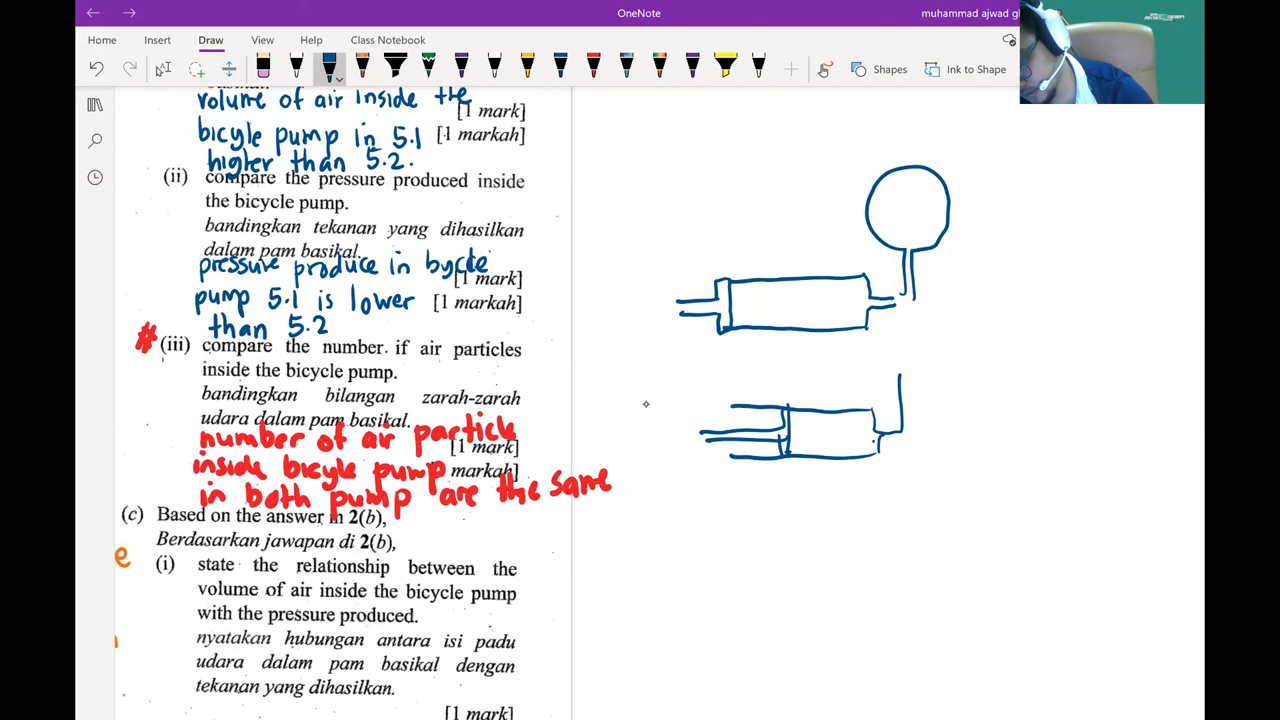 OneNote
muhammad ajwad gh
Home Insert Draw View Help Class Notebook
Shapes
Ink to Shape
volume of air inside the
[1 mark]
bicyle pump in 5.1
[1 markah]
higher than 5.2.
(ii) compare the pressure produced inside
the bicycle pump.
bandingkan tekanan yang dihasilkan
dalam pam basikal.
pressure produce in bycle
[1 mark]
pump 5.1 is lower
[1 markah]
than 5.2
# (iii) compare the number. if air particles
inside the bicycle pump.
bandingkan bilangan zarah-zarah
udara dalam pam basikal.
number of air particle
[1 mark]
inside bicyle pump
markah]
in both pump are the same
(c) Based on the answer in 2(b),
Berdasarkan jawapan di 2(b),
e
(i) state the relationship between the
volume of air inside the bicycle pump
with the pressure produced.
nyatakan hubungan antara isi padu
udara dalam pam basikal dengan
tekanan yang dihasilkan.
[1 mark]